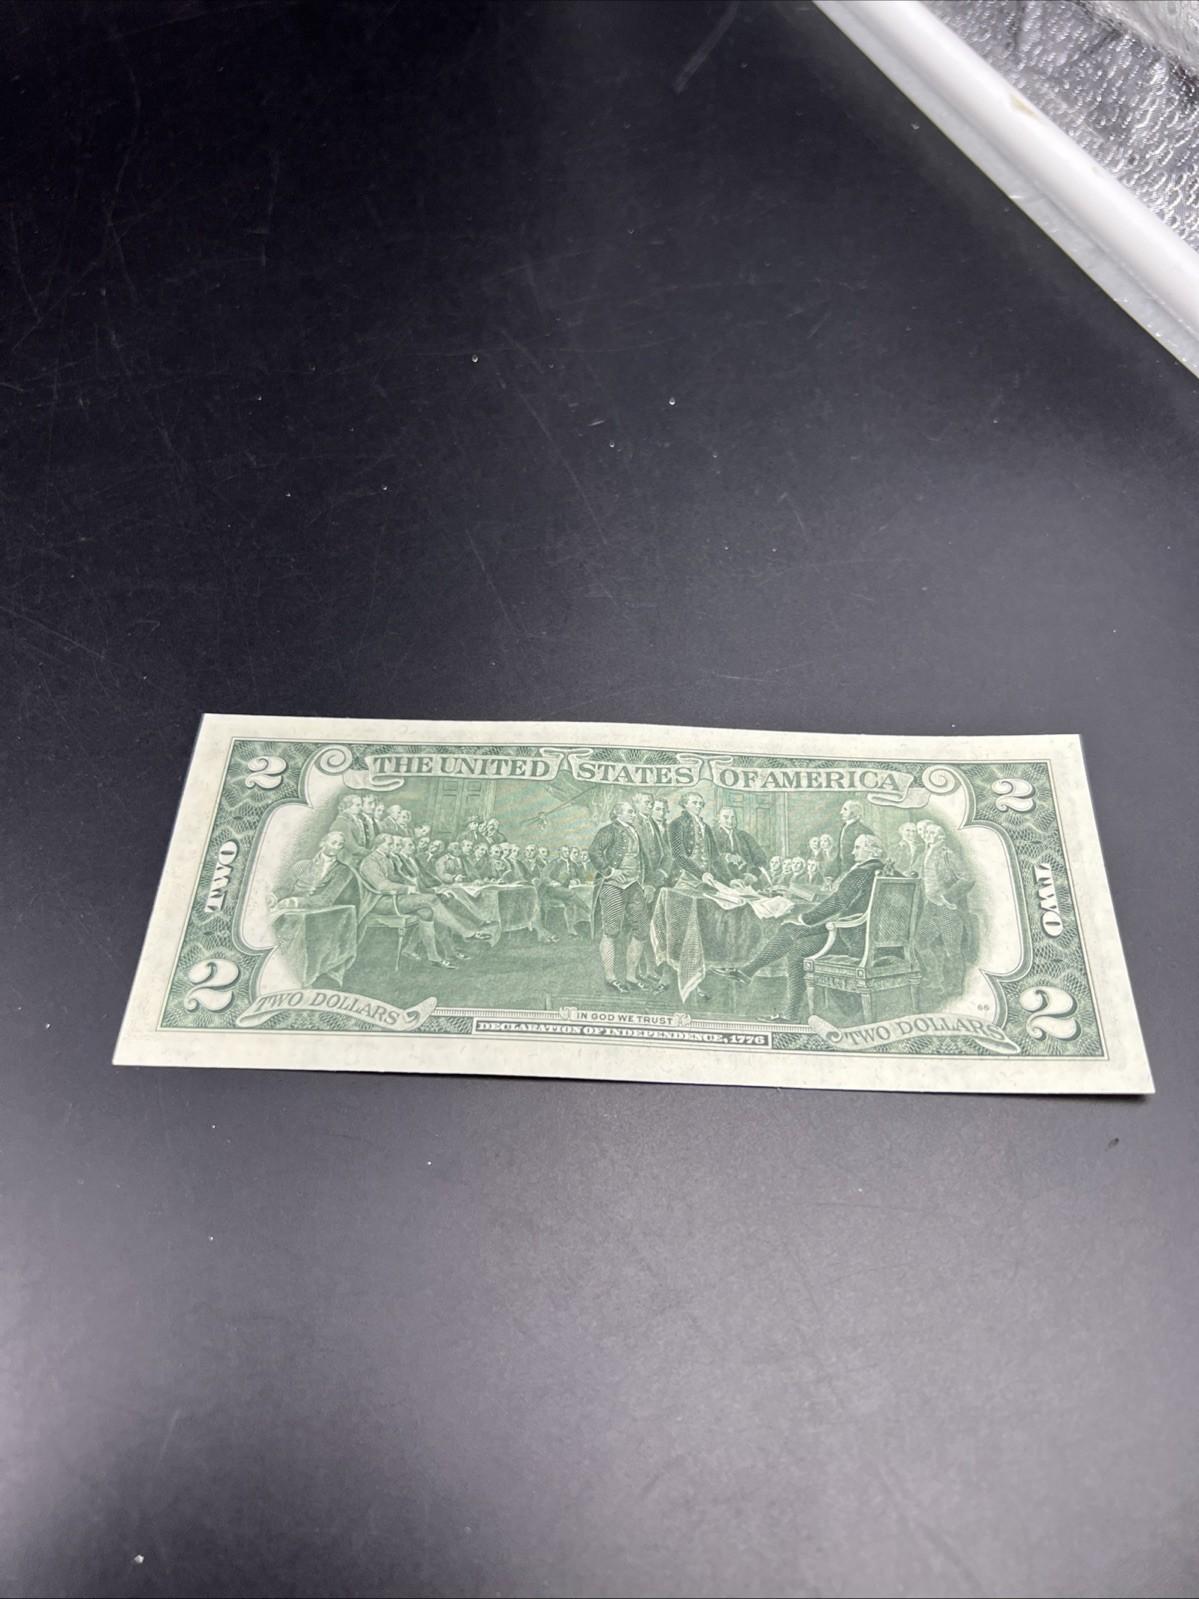 2 THE UNITED STATES OF AMERICA 2
TWO
TWO
2 2
TWO DOLLARS
IN GOD WE TRUST
DECLARATION OF INDEPENDENCE, 1776
TWO DOLLARS
66